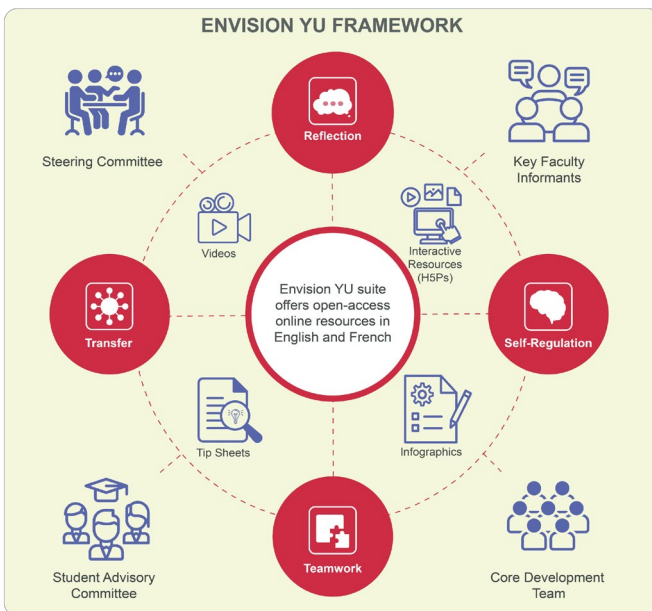 ENVISION YU FRAMEWORK
Reflection
Steering Committee
Key Faculty
Informants
Videos
Interactive
Resources
(H5Ps)
Envision YU suite
offers open-access
online resources in
English and French
Transfer
Self-Regulation
Tip Sheets
Infographics
Teamwork
Student Advisory
Committee
Core Development
Team